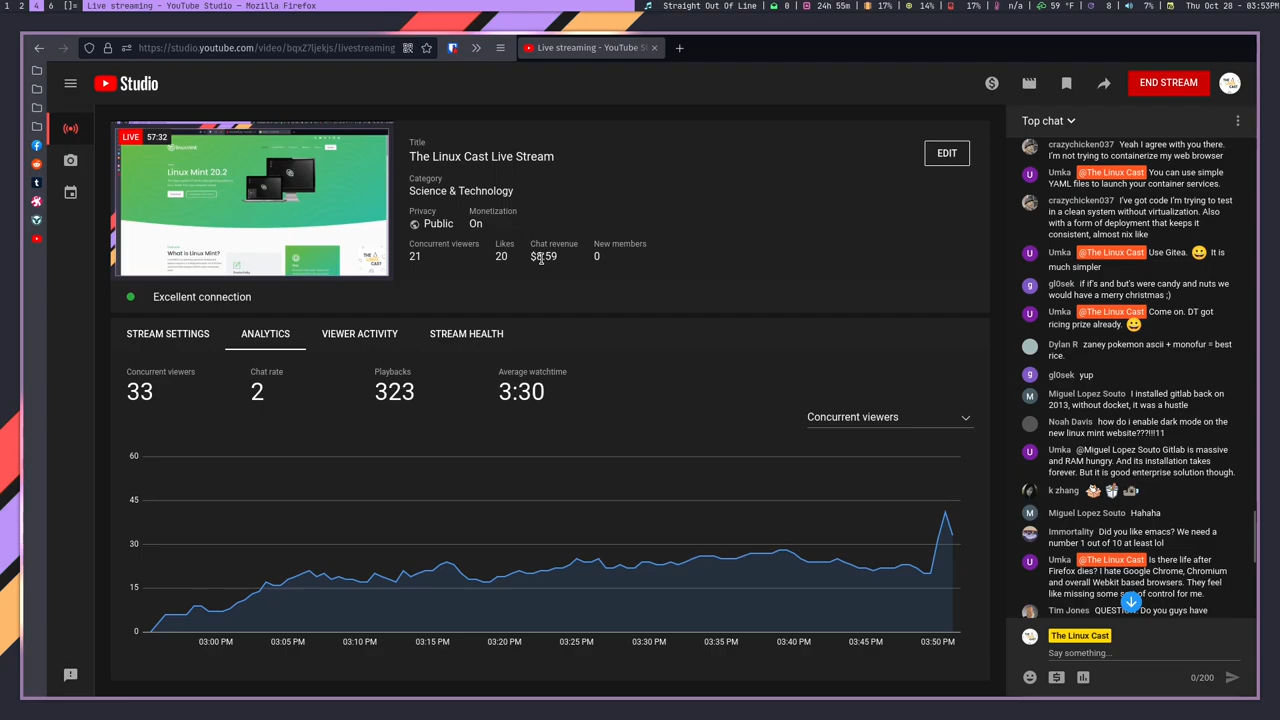 1 2 4 6 []= Live streaming - YouTube Studio — Mozilla Firefox
Straight Out Of Line 0 24h 55m 17% 14% 17% n/a 59 °F 8 7% Thu Oct 28 - 03:53PM
https://studio.youtube.com/video/bqxZ7ljekjs/livestreaming
Live streaming - YouTube St
Studio
END STREAM
LIVE 57:32
Linux Mint 20.2
What is Linux Mint?
Title
The Linux Cast Live Stream
EDIT
Category
Science & Technology
Privacy Monetization
Public On
Concurrent viewers Likes Chat revenue New members
21 20 0
Excellent connection
STREAM SETTINGS ANALYTICS VIEWER ACTIVITY STREAM HEALTH
Concurrent viewers Chat rate Playbacks Average watchtime
33 2 323 3:30
Concurrent viewers
60
45
30
15
0
03:00 PM 03:05 PM 03:10 PM 03:15 PM 03:20 PM 03:25 PM 03:30 PM 03:35 PM 03:40 PM 03:45 PM 03:50 PM
Top chat
crazychicken037 Yeah I agree with you there.
I'm not trying to containerize my web browser
Umka @The Linux Cast You can use simple
YAML files to launch your container services.
crazychicken037 I've got code I'm trying to test
in a clean system without virtualization. Also
with a form of deployment that keeps it
consistent, almost nix like
Umka @The Linux Cast Use Gitea. 😀 It is
much simpler
gl0sek if if's and but's were candy and nuts we
would have a merry christmas ;)
Umka @The Linux Cast Come on. DT got
ricing prize already. 😀
Dylan R zaney pokemon ascii + monofur = best
rice.
gl0sek yup
Miguel Lopez Souto I installed gitlab back on
2013, without docket, it was a hustle
Noah Davis how do i enable dark mode on the
new linux mint website???!!!11
Umka @Miguel Lopez Souto Gitlab is massive
and RAM hungry. And its installation takes
forever. But it is good enterprise solution though.
k zhang
Miguel Lopez Souto Hahaha
Immortality Did you like emacs? We need a
number 1 out of 10 at least lol
Umka @The Linux Cast Is there life after
Firefox dies? I hate Google Chrome, Chromium
and overall Webkit based browsers. They feel
like missing some of control for me.
Tim Jones Do you guys have
The Linux Cast
Say something...
0/200